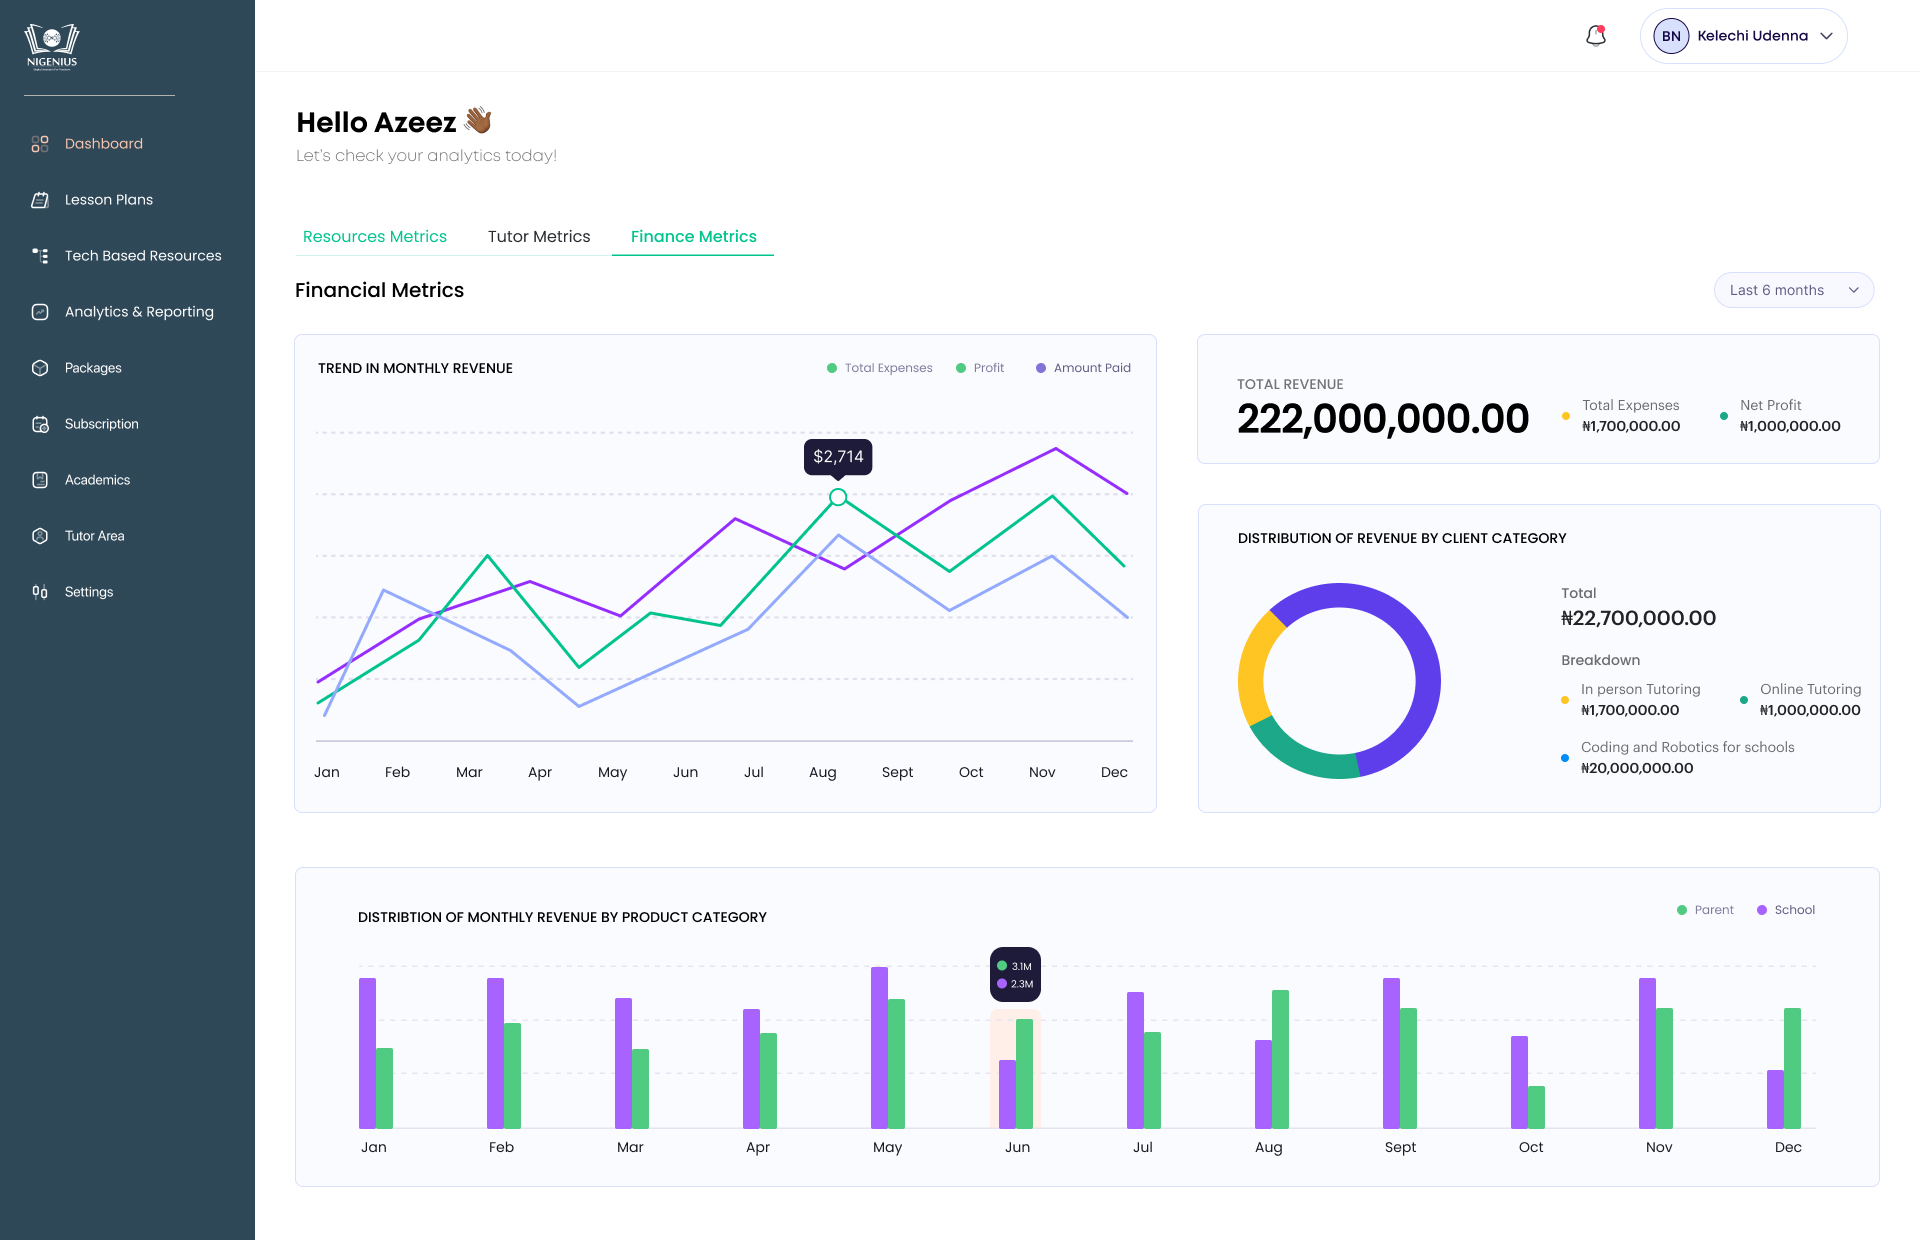 NIGENIUS
Dashboard
Lesson Plans
Tech Based Resources
Analytics & Reporting
Packages
Subscription
Academics
Tutor Area
Settings
BN Kelechi Udenna
Hello Azeez 👋🏾
Let's check your analytics today!
Resources Metrics Tutor Metrics Finance Metrics
Financial Metrics
Last 6 months
TREND IN MONTHLY REVENUE
Total Expenses Profit Amount Paid
$2,714
Jan Feb Mar Apr May Jun Jul Aug Sept Oct Nov Dec
TOTAL REVENUE
222,000,000.00
Total Expenses
₦1,700,000.00
Net Profit
₦1,000,000.00
DISTRIBUTION OF REVENUE BY CLIENT CATEGORY
Total
₦22,700,000.00
Breakdown
In person Tutoring
₦1,700,000.00
Online Tutoring
₦1,000,000.00
Coding and Robotics for schools
₦20,000,000.00
DISTRIBTION OF MONTHLY REVENUE BY PRODUCT CATEGORY
Parent School
3.1M
2.3M
Jan Feb Mar Apr May Jun Jul Aug Sept Oct Nov Dec